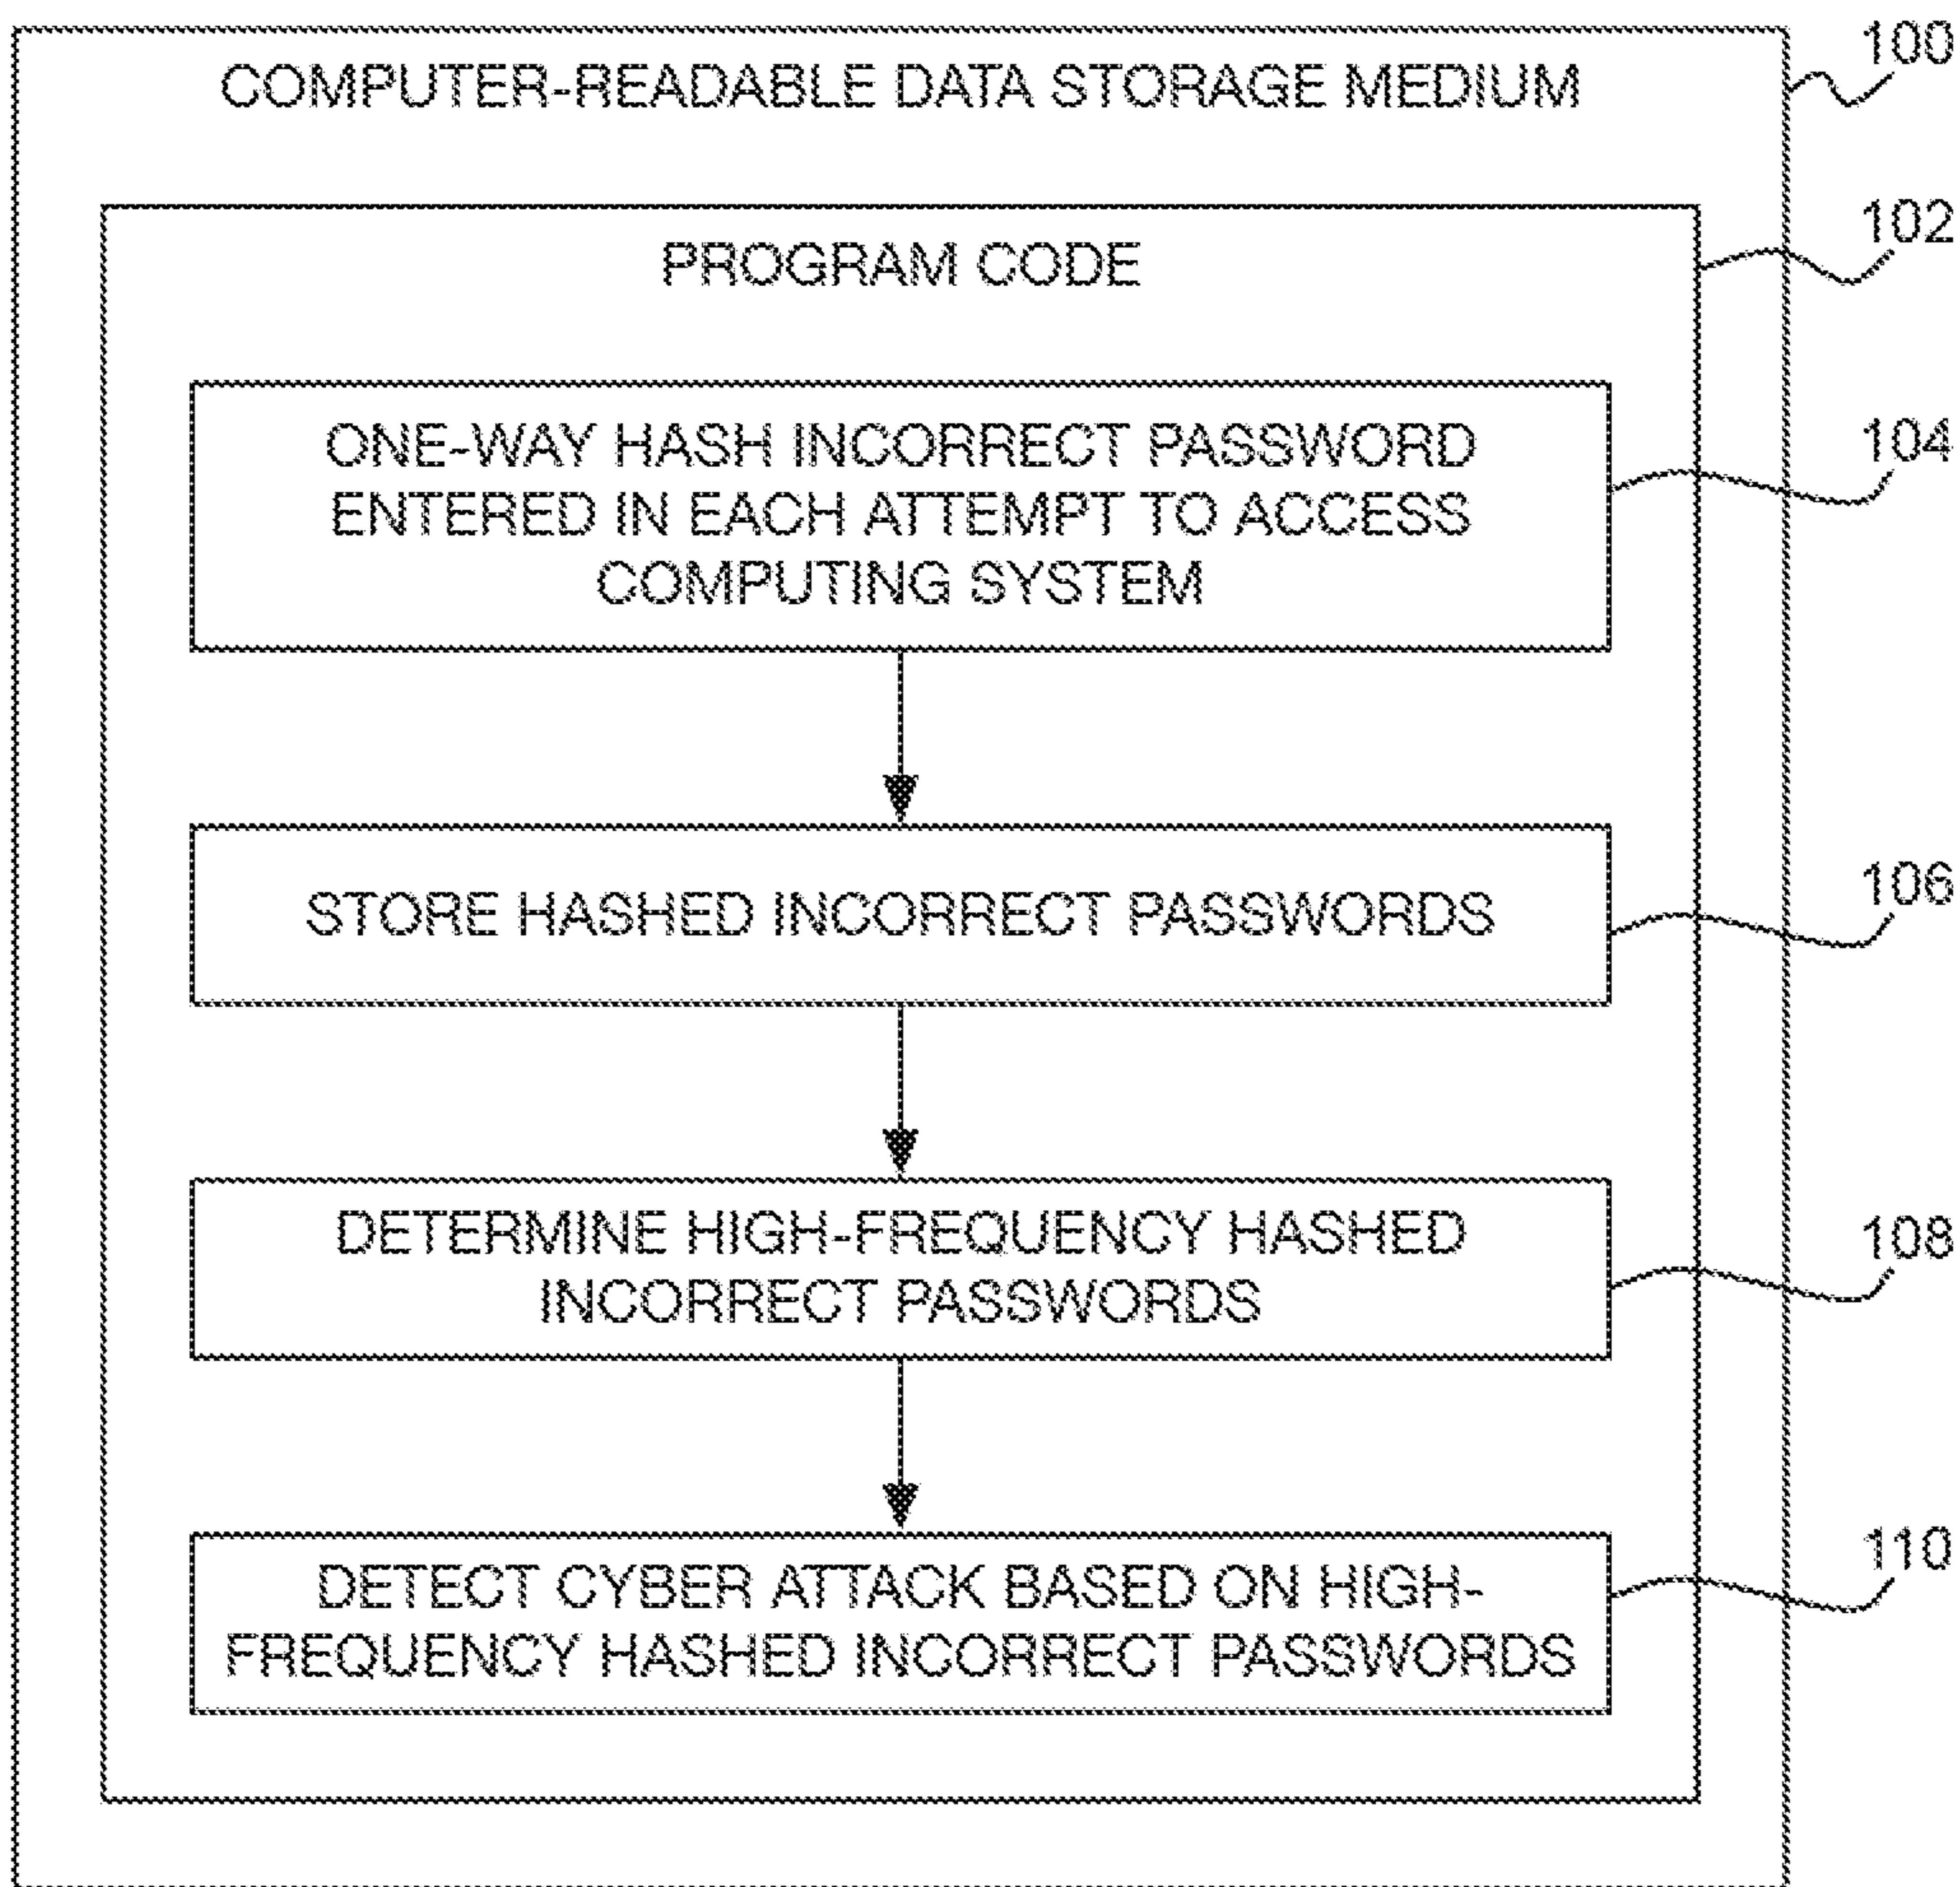 100
COMPUTER-READABLE DATA STORAGE MEDIUM
102
PROGRAM CODE
104
ONE-WAY HASH INCORRECT PASSWORD
ENTERED IN EACH ATTEMPT TO ACCESS
COMPUTING SYSTEM
106
STORE HASHED INCORRECT PASSWORDS
108
DETERMINE HIGH-FREQUENCY HASHED
INCORRECT PASSWORDS
110
DETECT CYBER ATTACK BASED ON HIGH-
FREQUENCY HASHED INCORRECT PASSWORDS